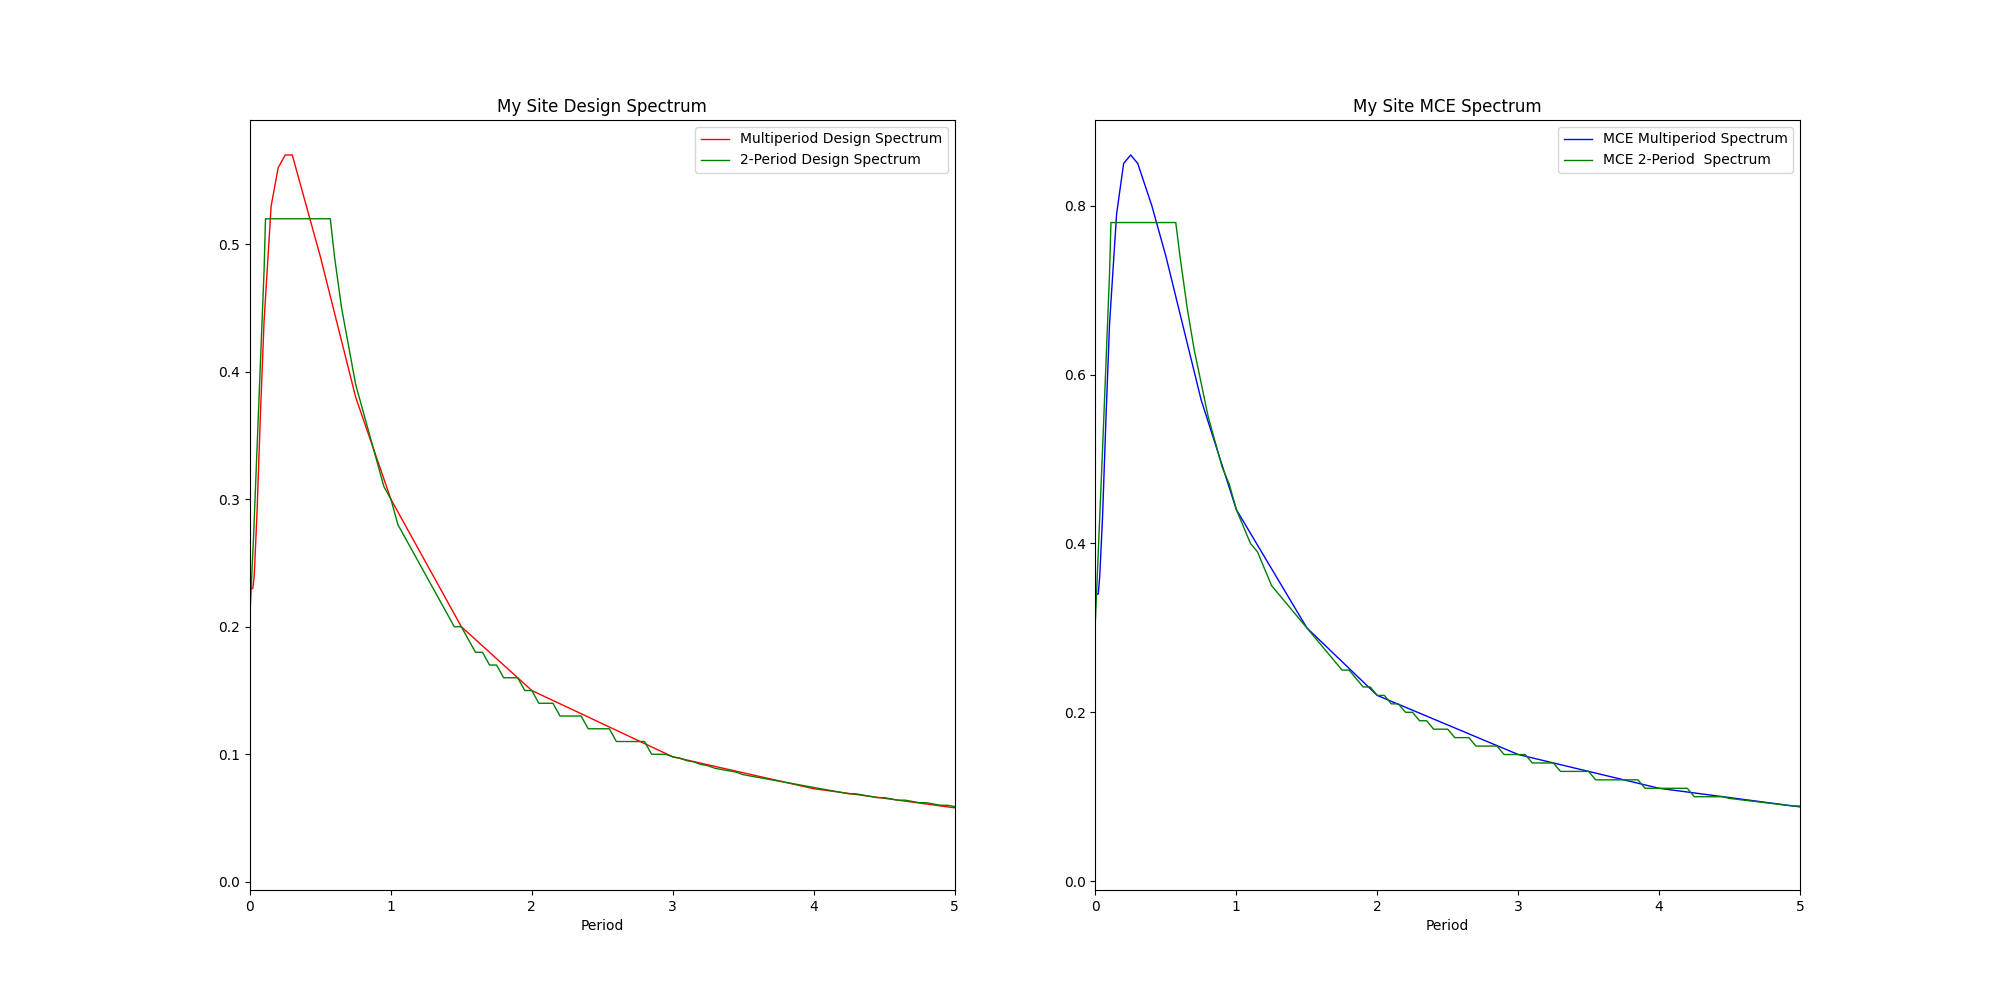 My Site Design Spectrum
Multiperiod Design Spectrum
2-Period Design Spectrum
0.5
0.4
0.3
0.2
0.1
0.0
0 1 2 3 4 5
Period
My Site MCE Spectrum
MCE Multiperiod Spectrum
MCE 2-Period  Spectrum
0.8
0.6
0.4
0.2
0.0
0 1 2 3 4 5
Period